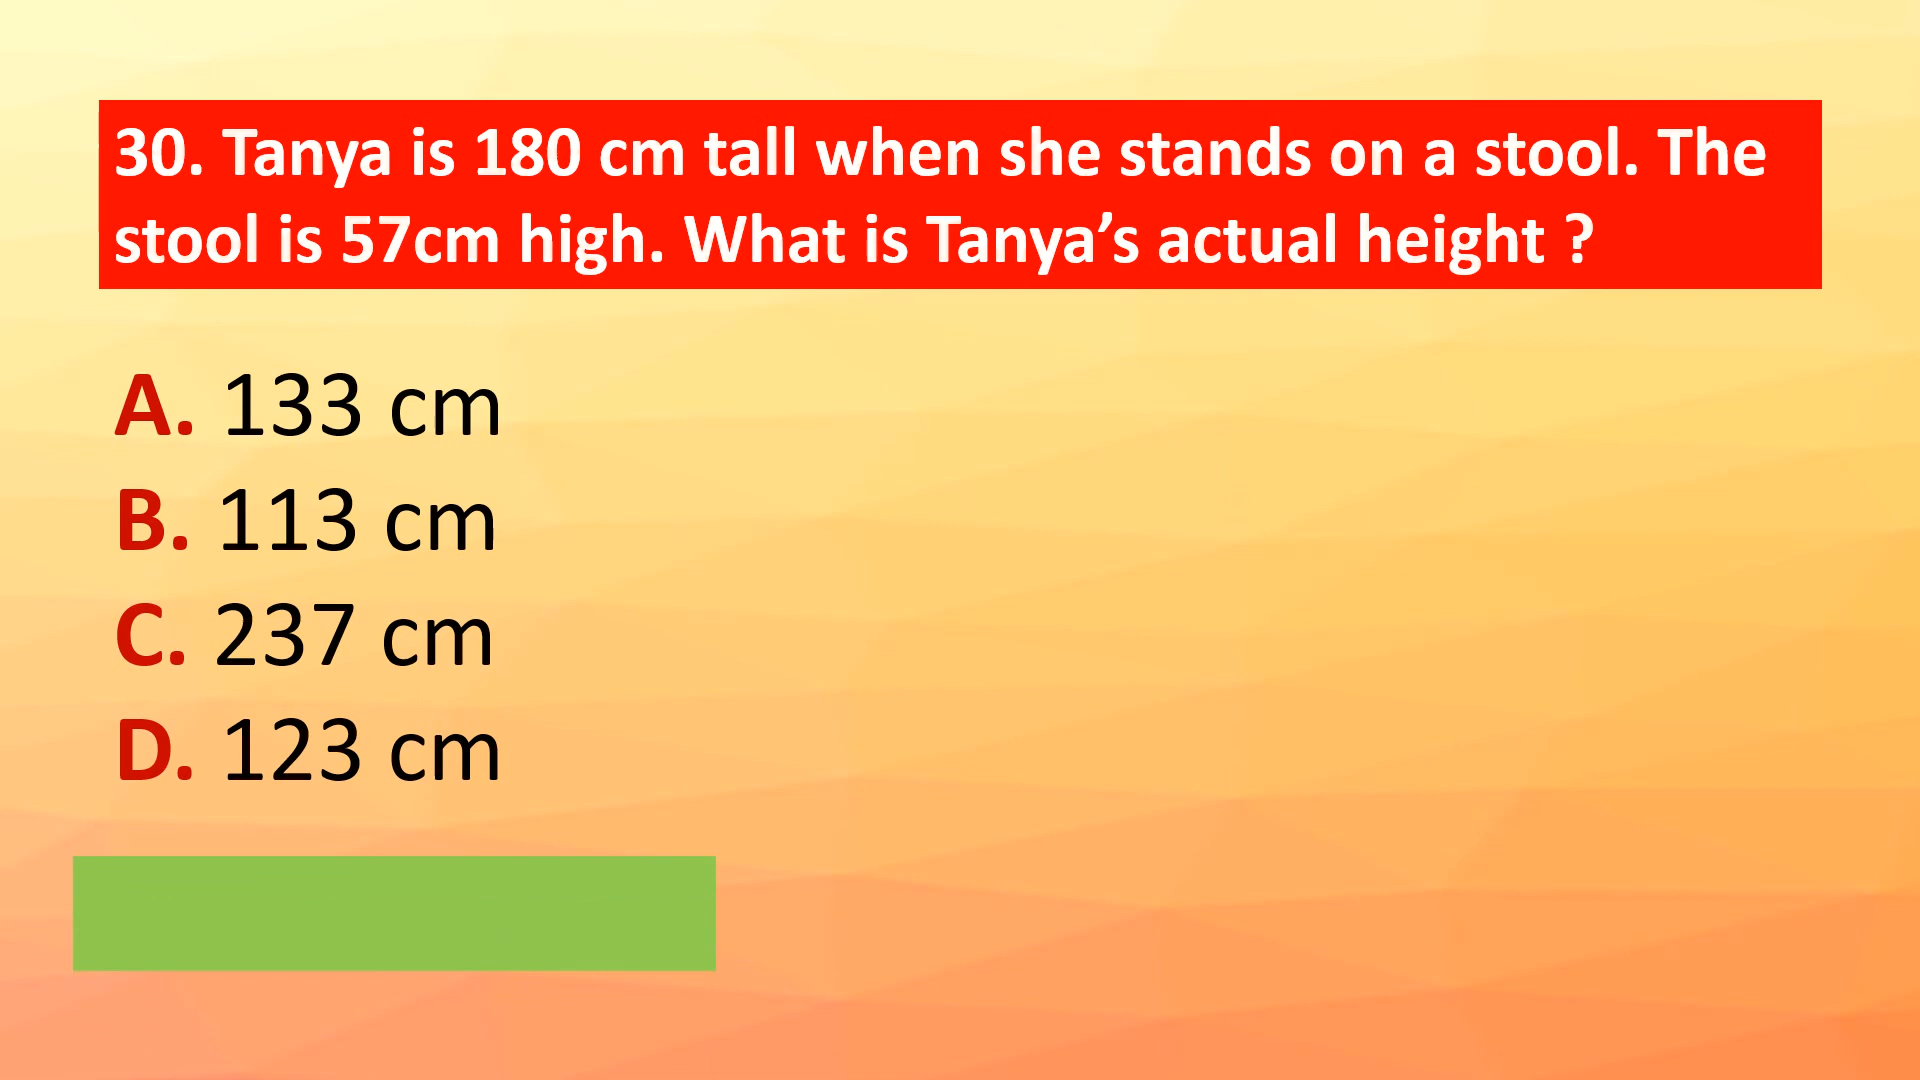 30. Tanya is 180 cm tall when she stands on a stool. The
stool is 57cm high. What is Tanya’s actual height ?
A. 133 cm
B. 113 cm
C. 237 cm
D. 123 cm